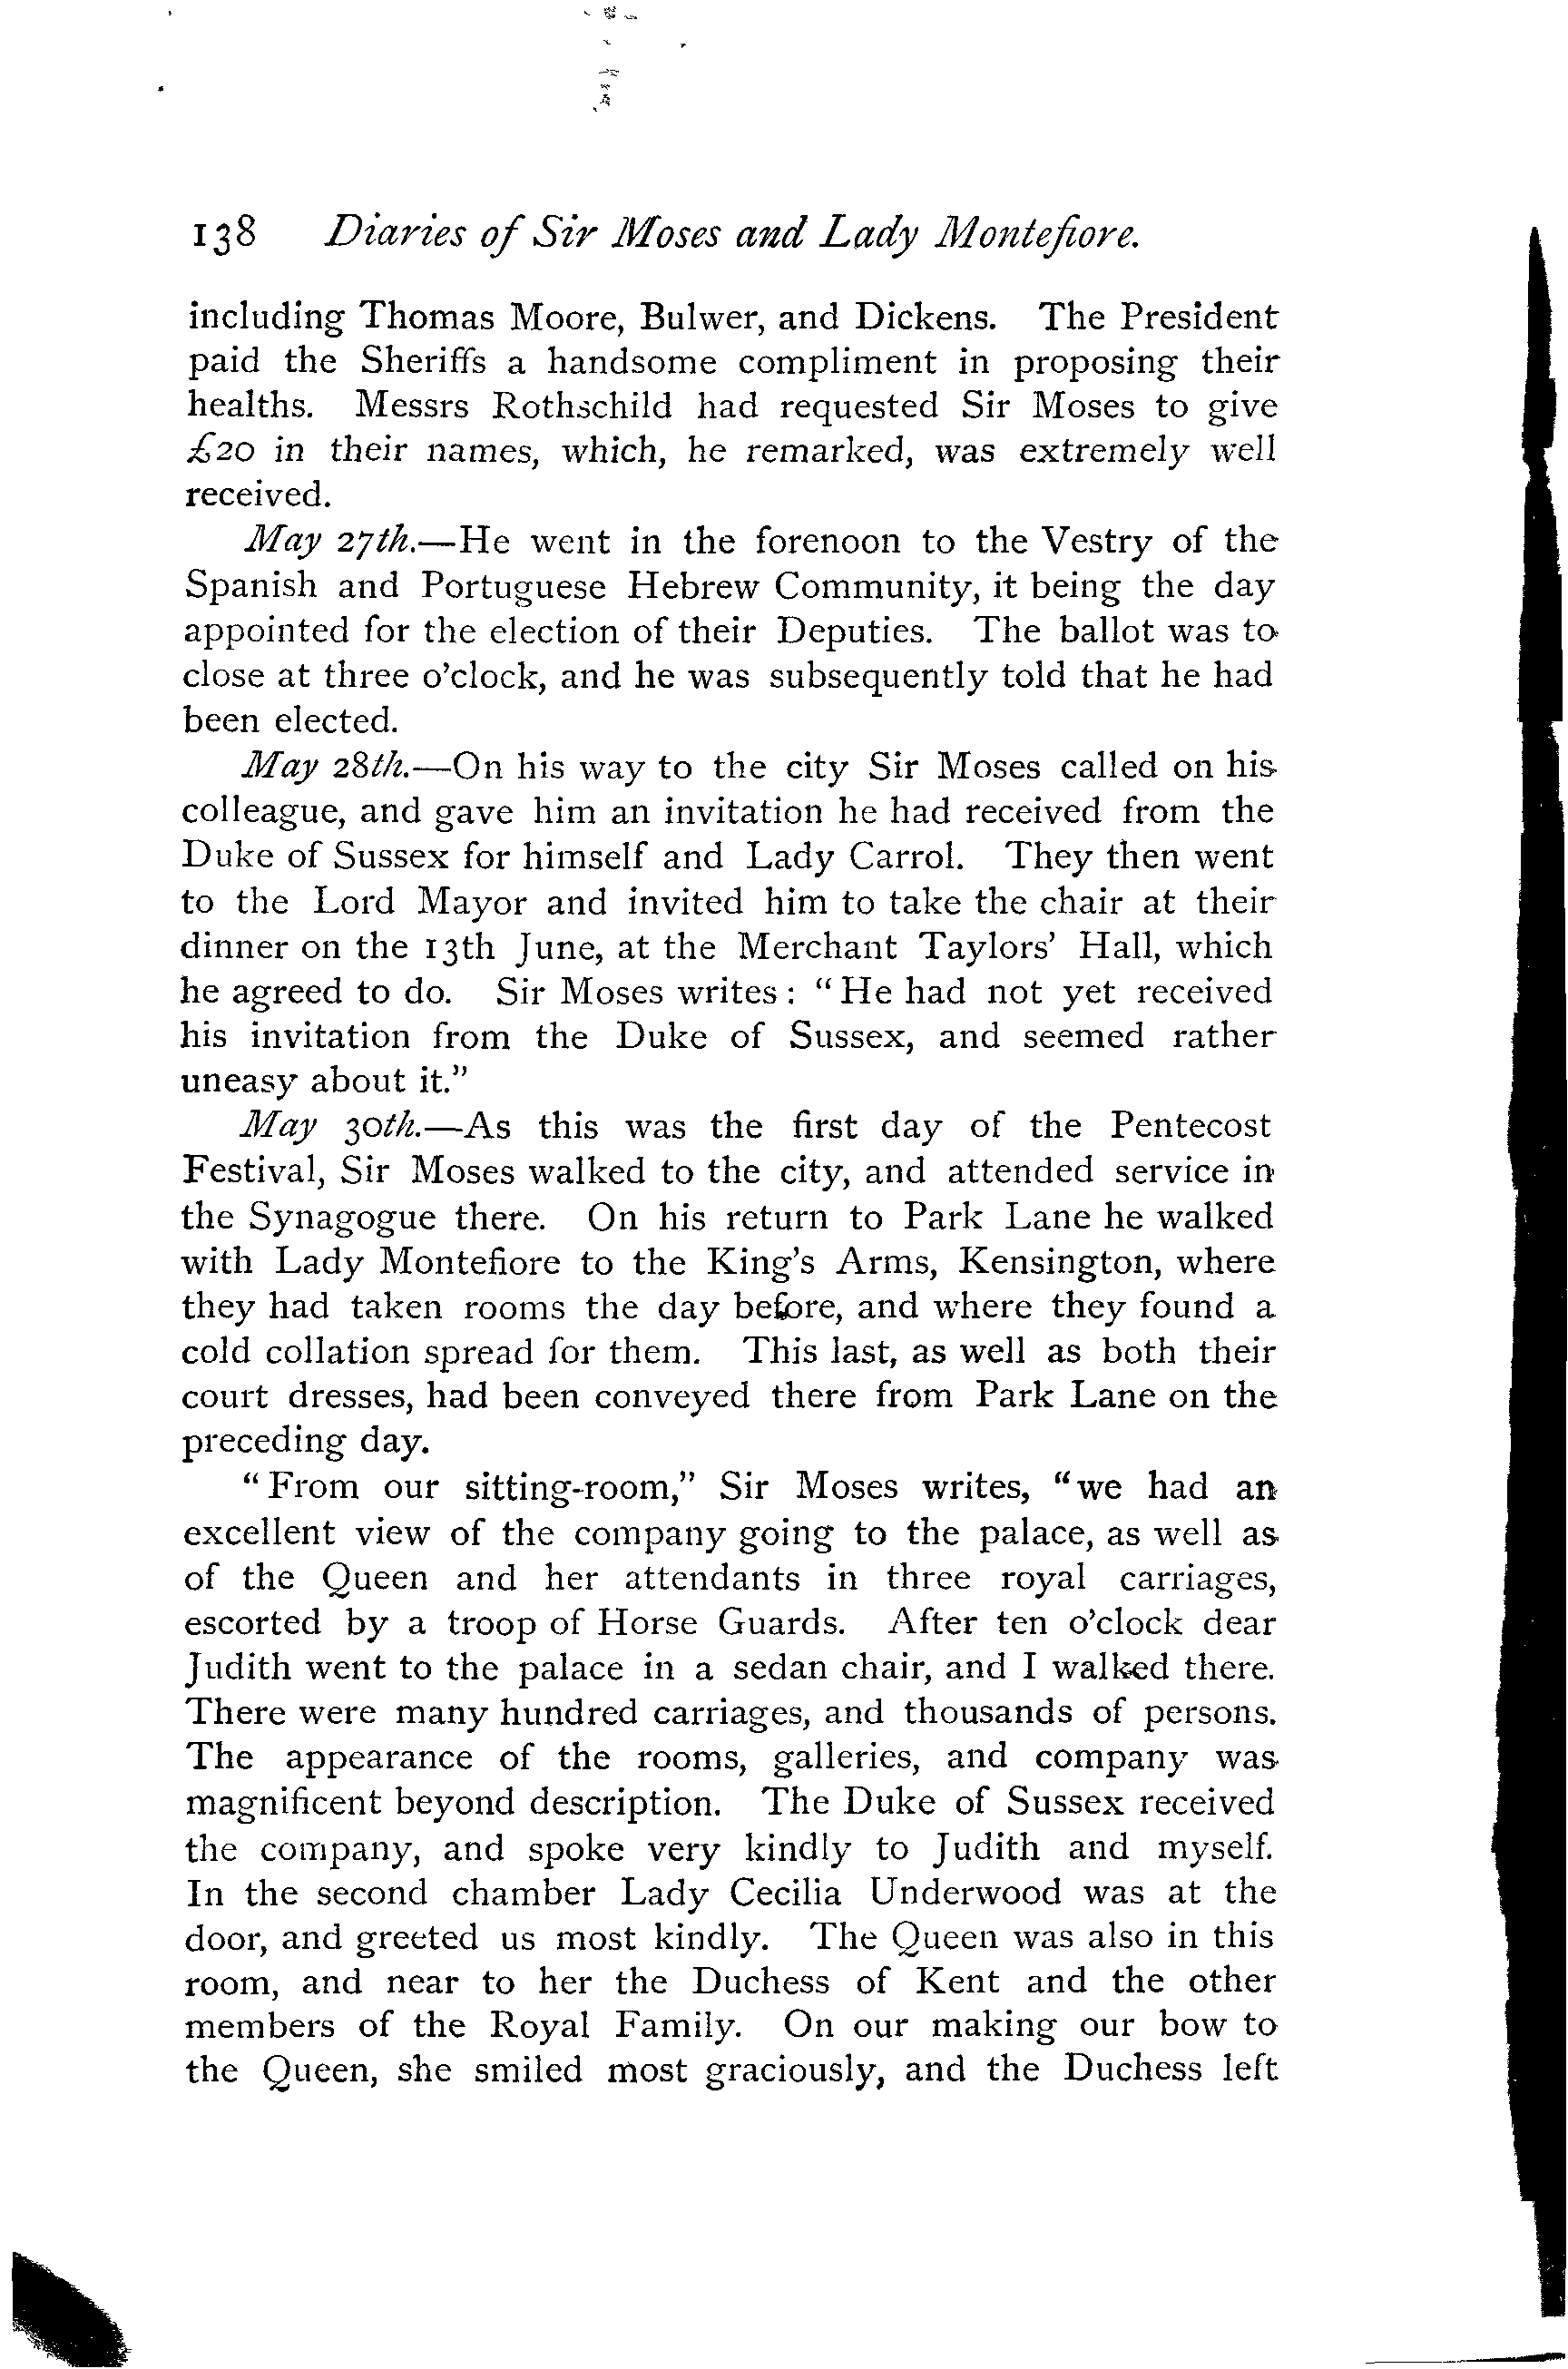 138 Diaries of Sir Moses and Lady Montefiore.
including Thomas Moore, Bulwer, and Dickens. The President
paid the Sheriffs a handsome compliment in proposing their
healths. Messrs Rothschild had requested Sir Moses to give
£20 in their names, which, he remarked, was extremely well
received.
May 27th.—He went in the forenoon to the Vestry of the
Spanish and Portuguese Hebrew Community, it being the day
appointed for the election of their Deputies. The ballot was to
close at three o'clock, and he was subsequently told that he had
been elected.
May 28th.—On his way to the city Sir Moses called on his
colleague, and gave him an invitation he had received from the
Duke of Sussex for himself and Lady Carrol. They then went
to the Lord Mayor and invited him to take the chair at their
dinner on the 13th June, at the Merchant Taylors' Hall, which
he agreed to do. Sir Moses writes: "He had not yet received
his invitation from the Duke of Sussex, and seemed rather
uneasy about it."
May 30th.—As this was the first day of the Pentecost
Festival, Sir Moses walked to the city, and attended service in
the Synagogue there. On his return to Park Lane he walked
with Lady Montefiore to the King's Arms, Kensington, where
they had taken rooms the day before, and where they found a
cold collation spread for them. This last, as well as both their
court dresses, had been conveyed there from Park Lane on the
preceding day.
"From our sitting-room," Sir Moses writes, "we had an
excellent view of the company going to the palace, as well as
of the Queen and her attendants in three royal carriages,
escorted by a troop of Horse Guards. After ten o'clock dear
Judith went to the palace in a sedan chair, and I walked there.
There were many hundred carriages, and thousands of persons.
The appearance of the rooms, galleries, and company was
magnificent beyond description. The Duke of Sussex received
the company, and spoke very kindly to Judith and myself.
In the second chamber Lady Cecilia Underwood was at the
door, and greeted us most kindly. The Queen was also in this
room, and near to her the Duchess of Kent and the other
members of the Royal Family. On our making our bow to
the Queen, she smiled most graciously, and the Duchess left